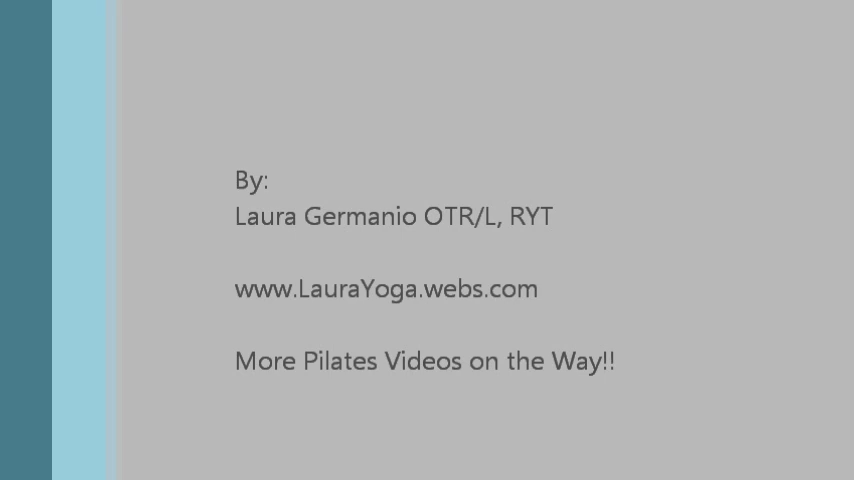 By:
Laura Germanio OTR/L, RYT
www.LauraYoga.webs.com
More Pilates Videos on the Way!!